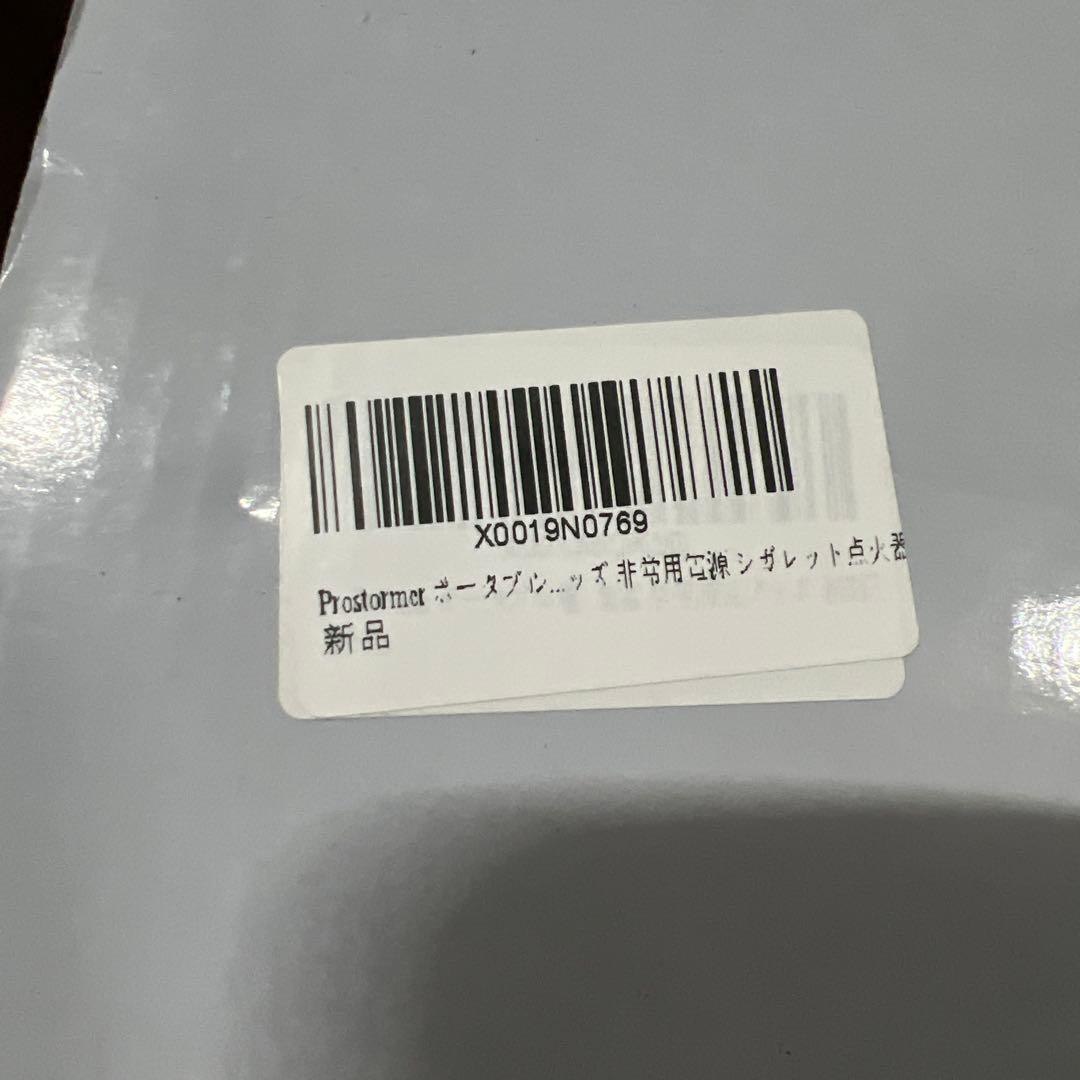 X0019N0769
Prostormer ポータブル...ッズ 非常用電源 シガレット点火器
新品